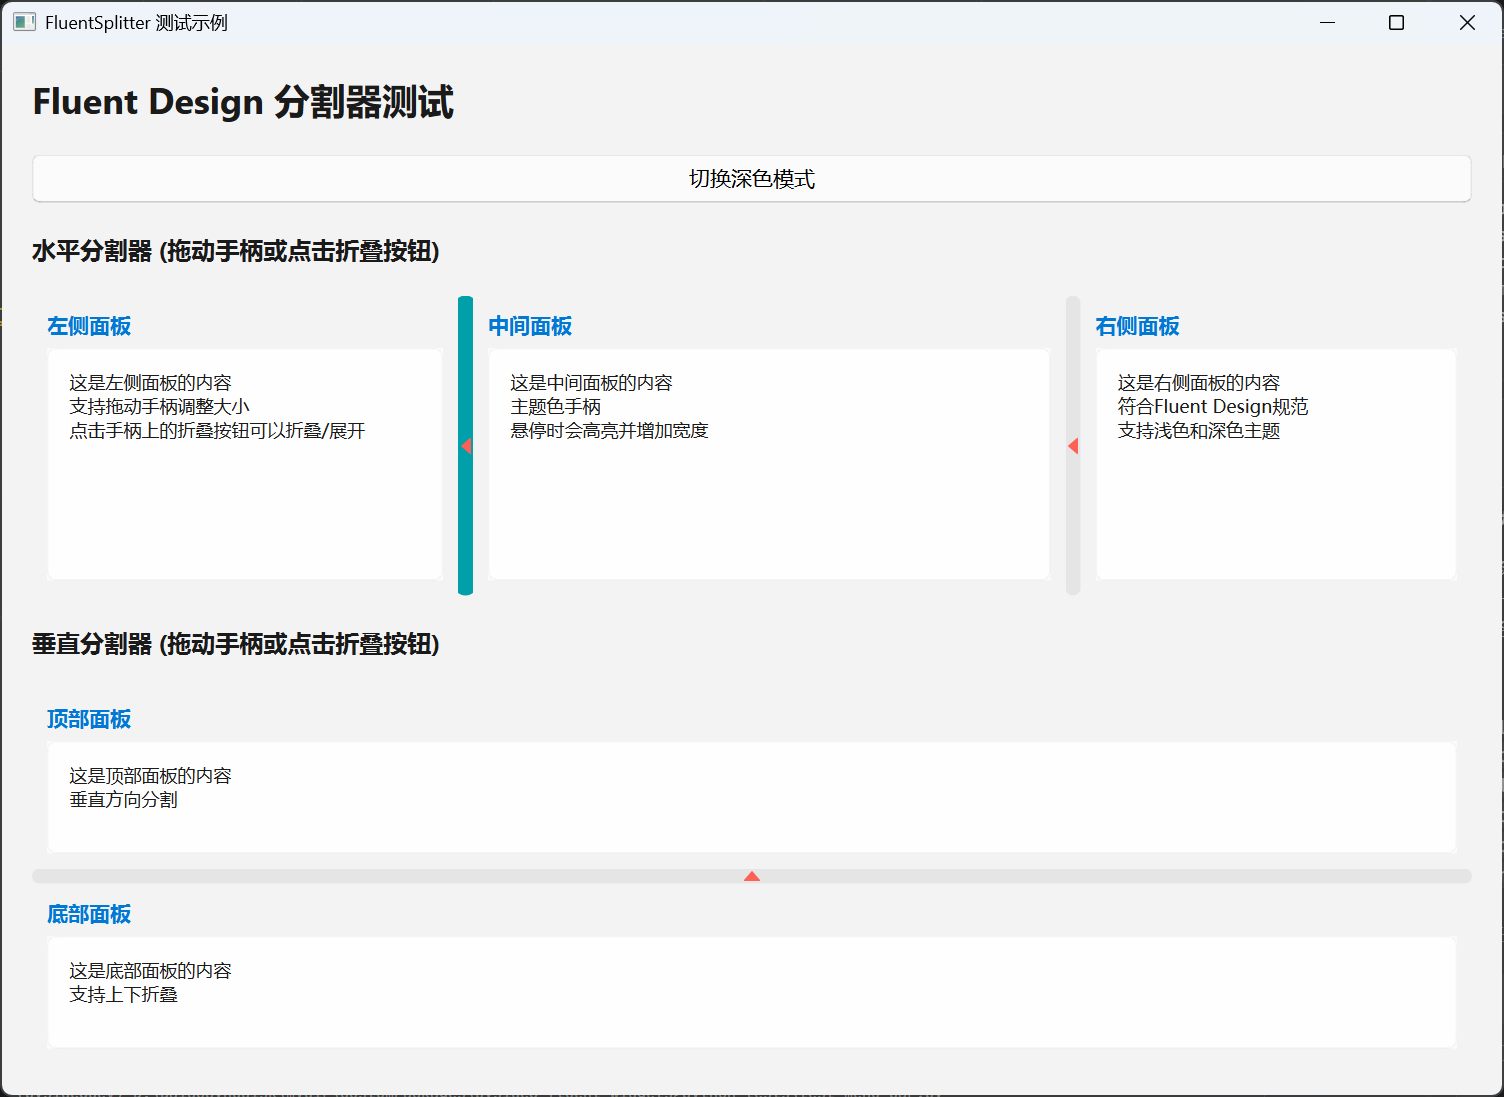 FluentSplitter 测试示例
Fluent Design 分割器测试
切换深色模式
水平分割器 (拖动手柄或点击折叠按钮)
左侧面板
这是左侧面板的内容
支持拖动手柄调整大小
点击手柄上的折叠按钮可以折叠/展开
中间面板
这是中间面板的内容
主题色手柄
悬停时会高亮并增加宽度
右侧面板
这是右侧面板的内容
符合Fluent Design规范
支持浅色和深色主题
垂直分割器 (拖动手柄或点击折叠按钮)
顶部面板
这是顶部面板的内容
垂直方向分割
底部面板
这是底部面板的内容
支持上下折叠